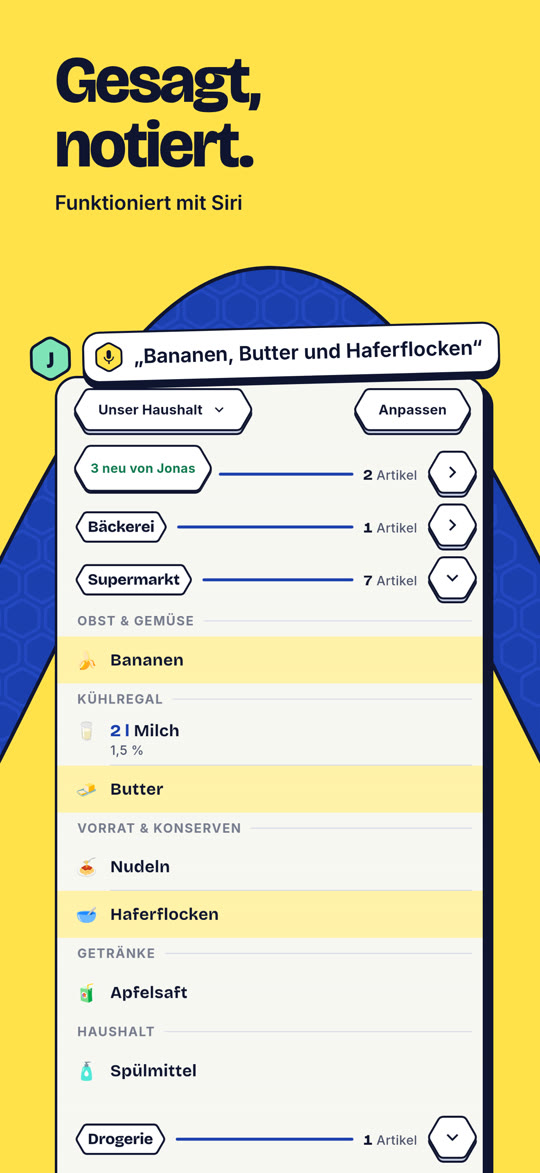 Gesagt,
notiert.
Funktioniert mit Siri
J
„Bananen, Butter und Haferflocken“
Unser Haushalt
Anpassen
3 neu von Jonas
2 Artikel
Bäckerei
1 Artikel
Supermarkt
7 Artikel
OBST & GEMÜSE
Bananen
KÜHLREGAL
2 l Milch
1,5 %
Butter
VORRAT & KONSERVEN
Nudeln
Haferflocken
GETRÄNKE
Apfelsaft
HAUSHALT
Spülmittel
Drogerie
1 Artikel